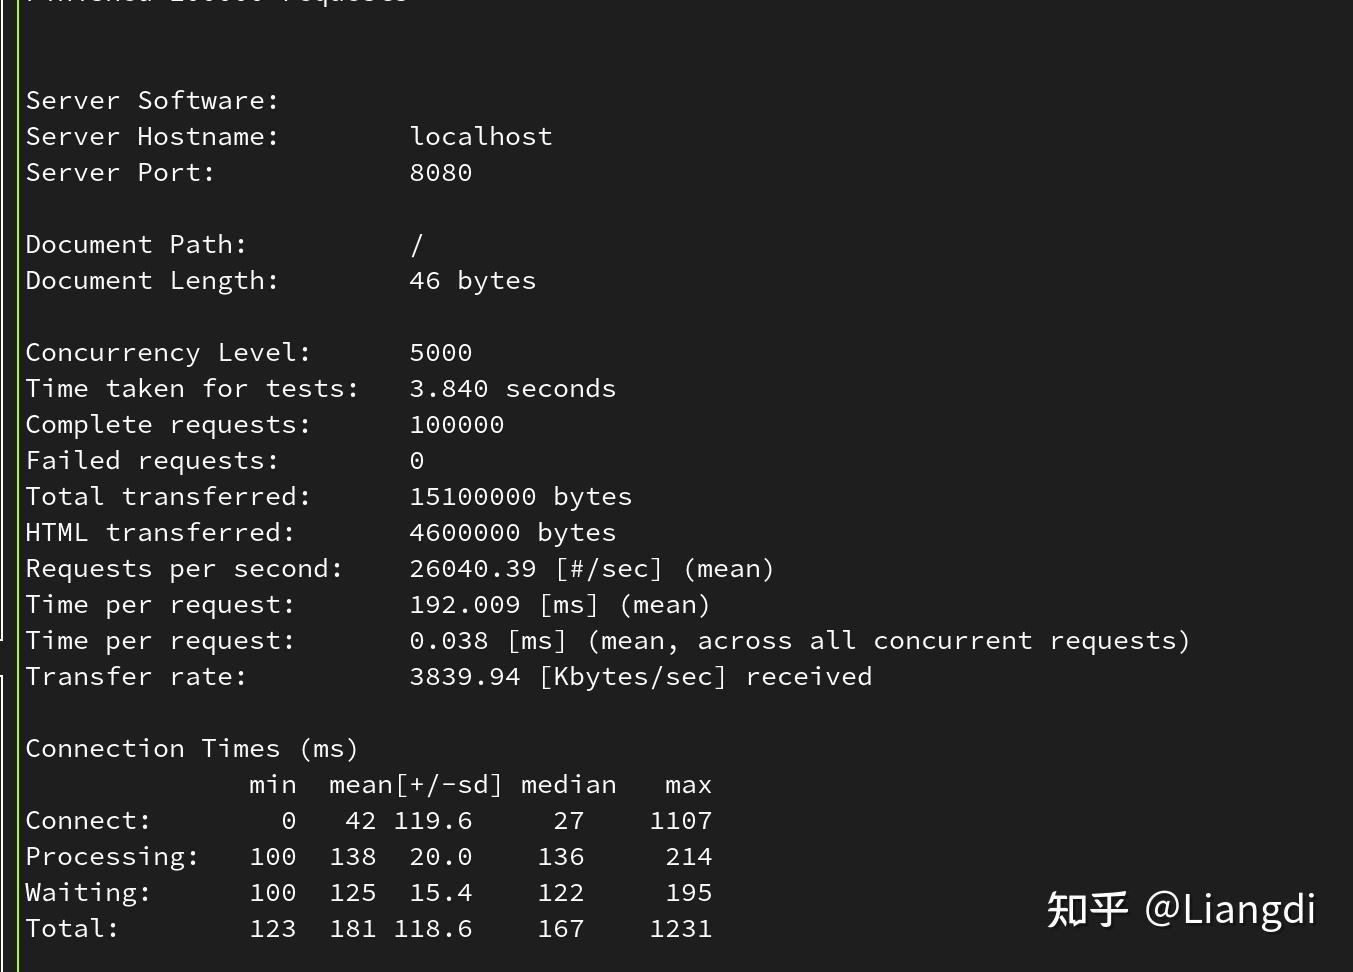 Finished 100000 requests
Server Software:
Server Hostname: localhost
Server Port: 8080
Document Path: /
Document Length: 46 bytes
Concurrency Level: 5000
Time taken for tests: 3.840 seconds
Complete requests: 100000
Failed requests: 0
Total transferred: 15100000 bytes
HTML transferred: 4600000 bytes
Requests per second: 26040.39 [#/sec] (mean)
Time per request: 192.009 [ms] (mean)
Time per request: 0.038 [ms] (mean, across all concurrent requests)
Transfer rate: 3839.94 [Kbytes/sec] received
Connection Times (ms)
min mean[+/-sd] median max
Connect: 0 42 119.6 27 1107
Processing: 100 138 20.0 136 214
Waiting: 100 125 15.4 122 195
Total: 123 181 118.6 167 1231
知乎 @Liangdi